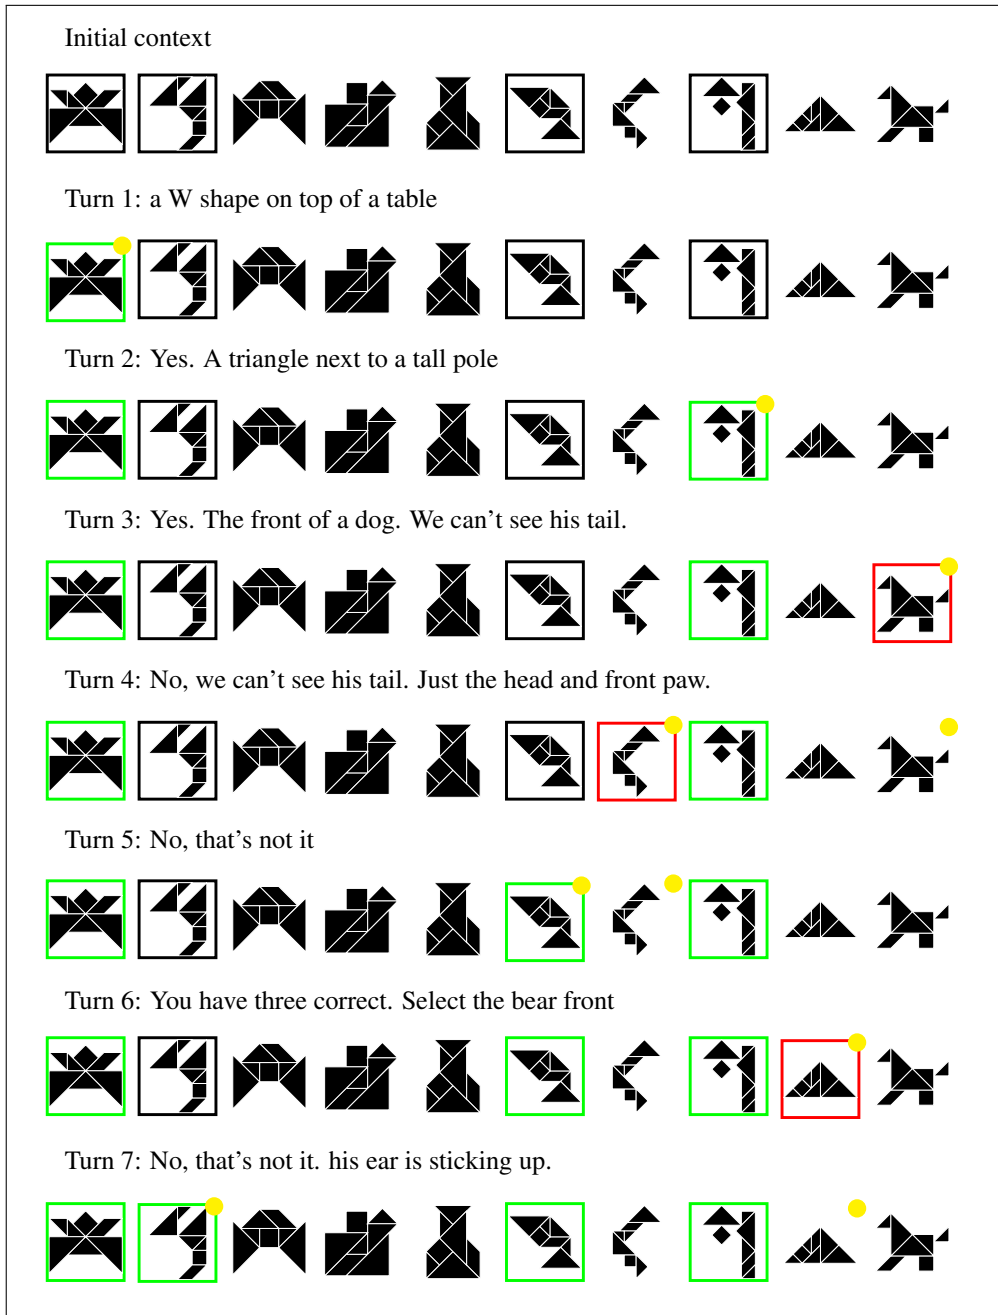 Initial context
Turn 1: a W shape on top of a table
Turn 2: Yes. A triangle next to a tall pole
Turn 3: Yes. The front of a dog. We can't see his tail.
Turn 4: No, we can't see his tail. Just the head and front paw.
Turn 5: No, that's not it
Turn 6: You have three correct. Select the bear front
Turn 7: No, that's not it. his ear is sticking up.